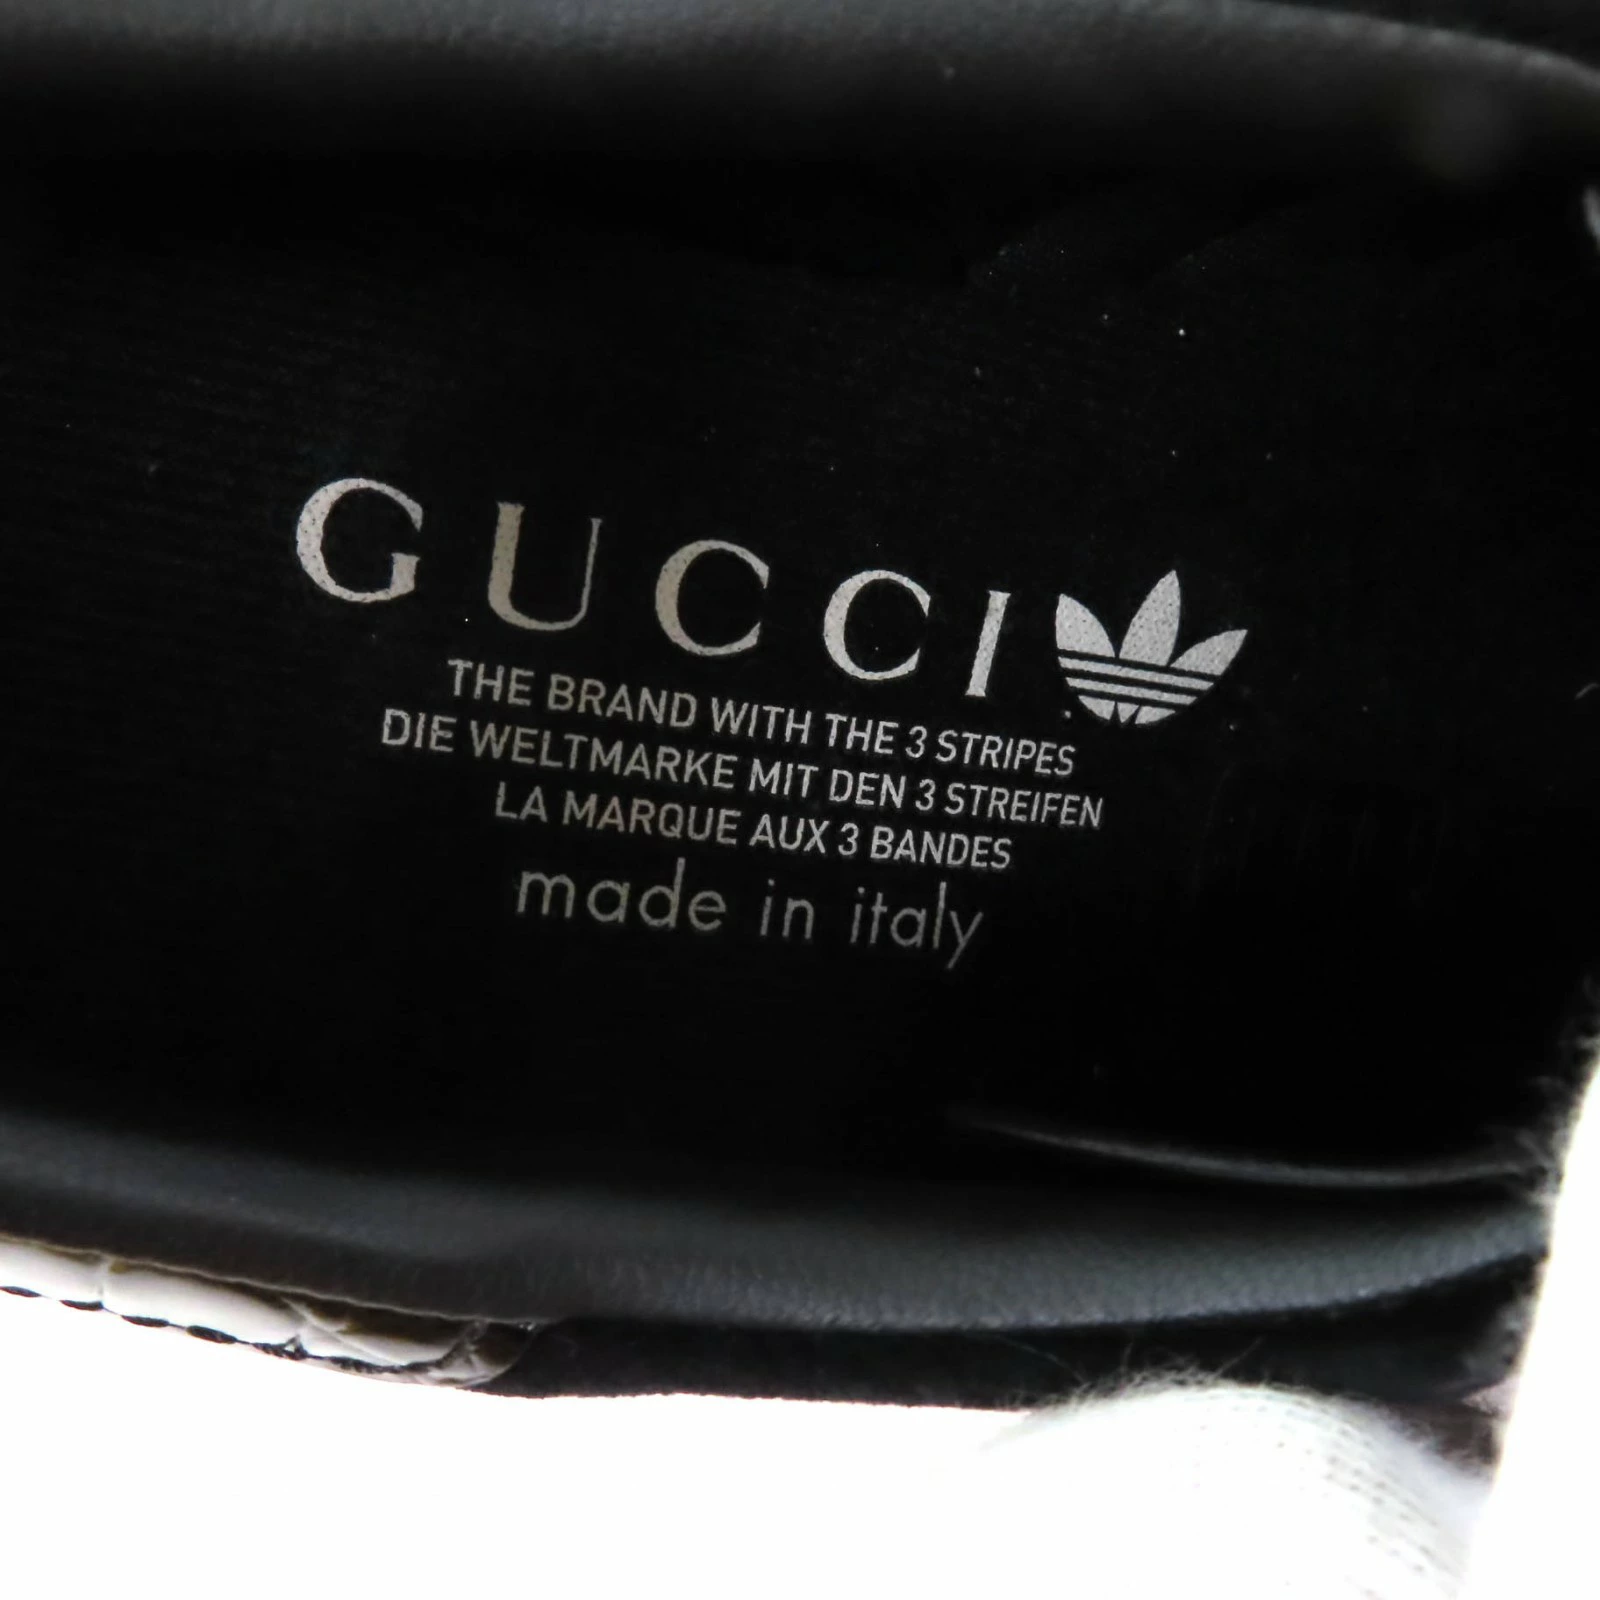 GUCCI
THE BRAND WITH THE 3 STRIPES
DIE WELTMARKE MIT DEN 3 STREIFEN
LA MARQUE AUX 3 BANDES
made in italy